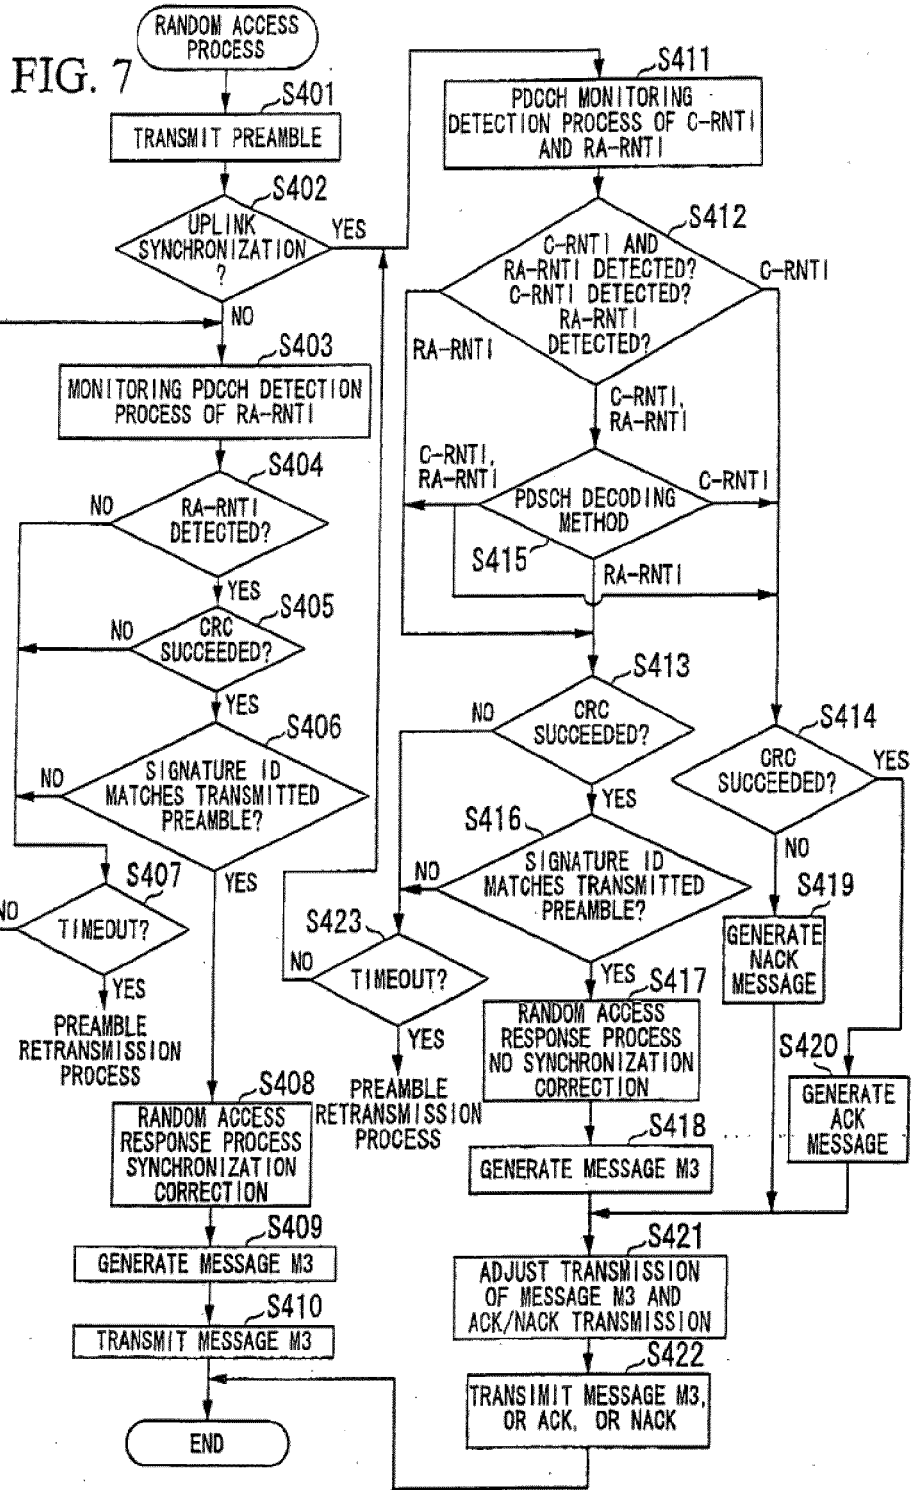 FIG. 7
RANDOM ACCESS
PROCESS
S401
TRANSMIT PREAMBLE
S402
UPLINK
SYNCHRONIZATION
?
YES
NO
S403
MONITORING PDCCH DETECTION
PROCESS OF RA-RNTI
S404
RA-RNTI
DETECTED?
NO
YES
S405
CRC
SUCCEEDED?
NO
YES
S406
SIGNATURE ID
MATCHES TRANSMITTED
PREAMBLE?
NO
YES
S407
TIMEOUT?
NO
YES
PREAMBLE
RETRANSMISSION
PROCESS
S408
RANDOM ACCESS
RESPONSE PROCESS
SYNCHRONIZATION
CORRECTION
S409
GENERATE MESSAGE M3
S410
TRANSMIT MESSAGE M3
END
S411
PDCCH MONITORING
DETECTION PROCESS OF C-RNTI
AND RA-RNTI
S412
C-RNTI AND
RA-RNTI DETECTED?
C-RNTI DETECTED?
RA-RNTI
DETECTED?
C-RNTI
RA-RNTI
C-RNTI,
RA-RNTI
C-RNTI,
RA-RNTI
C-RNTI
PDSCH DECODING
METHOD
S415
RA-RNTI
S413
CRC
SUCCEEDED?
NO
YES
S414
CRC
SUCCEEDED?
YES
NO
S416
SIGNATURE ID
MATCHES TRANSMITTED
PREAMBLE?
NO
YES
S423
TIMEOUT?
NO
YES
PREAMBLE
RETRANSMISSION
PROCESS
S417
RANDOM ACCESS
RESPONSE PROCESS
NO SYNCHRONIZATION
CORRECTION
S418
GENERATE MESSAGE M3
S419
GENERATE
NACK
MESSAGE
S420
GENERATE
ACK
MESSAGE
S421
ADJUST TRANSMISSION
OF MESSAGE M3 AND
ACK/NACK TRANSMISSION
S422
TRANSIMIT MESSAGE M3,
OR ACK, OR NACK